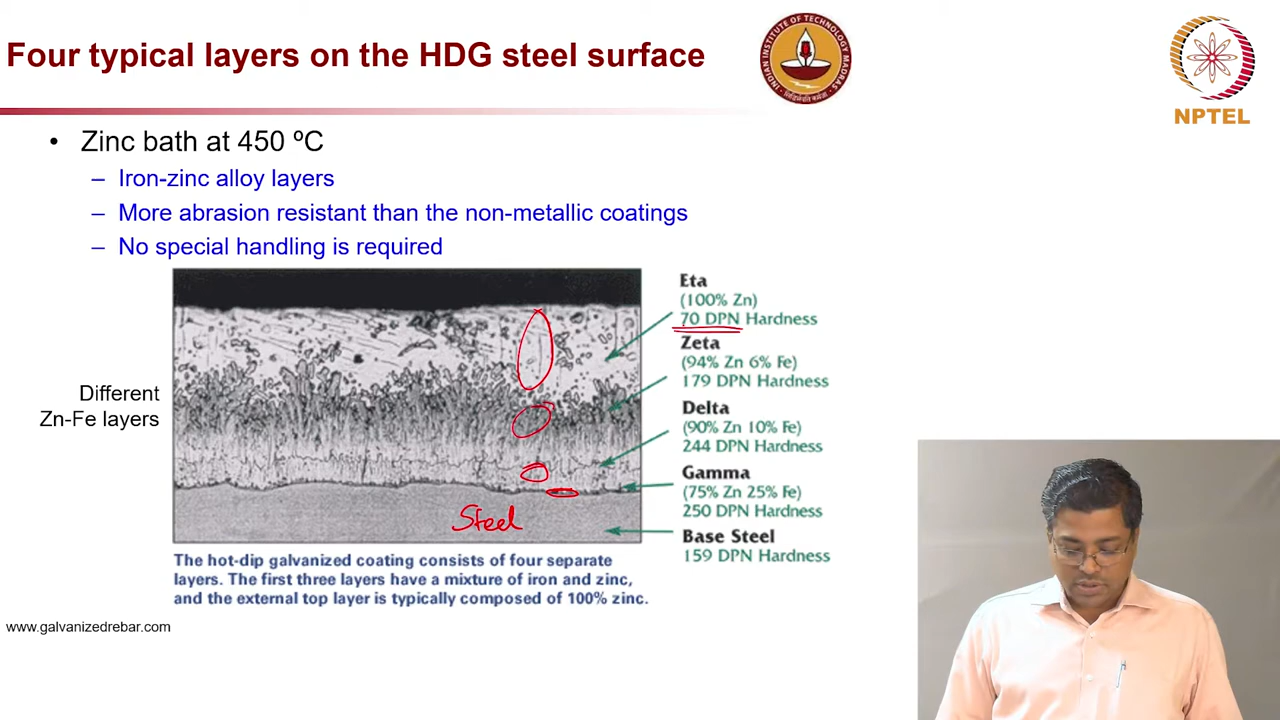 Four typical layers on the HDG steel surface
INDIAN INSTITUTE OF TECHNOLOGY MADRAS
NPTEL
• Zinc bath at 450 ºC
– Iron-zinc alloy layers
– More abrasion resistant than the non-metallic coatings
– No special handling is required
Different
Zn-Fe layers
Eta
(100% Zn)
70 DPN Hardness
Zeta
(94% Zn 6% Fe)
179 DPN Hardness
Delta
(90% Zn 10% Fe)
244 DPN Hardness
Gamma
(75% Zn 25% Fe)
250 DPN Hardness
Base Steel
159 DPN Hardness
Steel
The hot-dip galvanized coating consists of four separate
layers. The first three layers have a mixture of iron and zinc,
and the external top layer is typically composed of 100% zinc.
www.galvanizedrebar.com